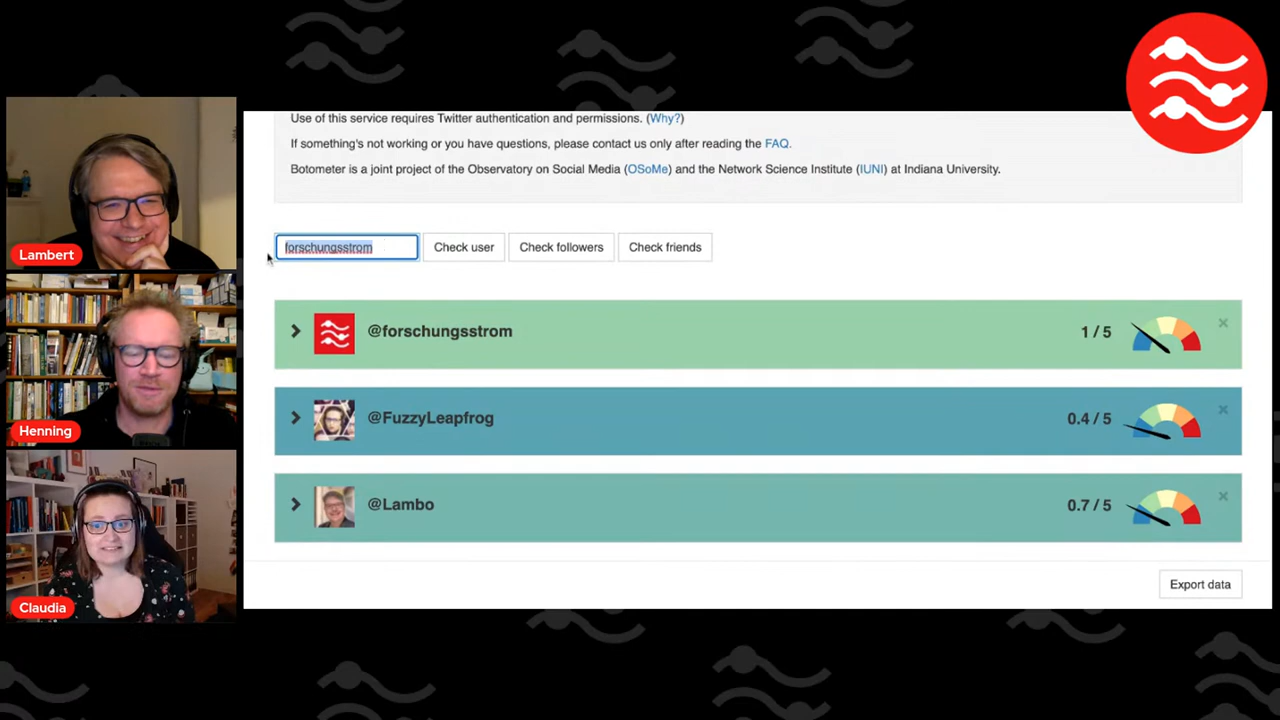 Use of this service requires Twitter authentication and permissions. (Why?)
If something's not working or you have questions, please contact us only after reading the FAQ.
Botometer is a joint project of the Observatory on Social Media (OSoMe) and the Network Science Institute (IUNI) at Indiana University.
forschungsstrom Check user Check followers Check friends
@forschungsstrom 1 / 5
@FuzzyLeapfrog 0.4 / 5
@Lambo 0.7 / 5
Export data
Lambert
Henning
Claudia